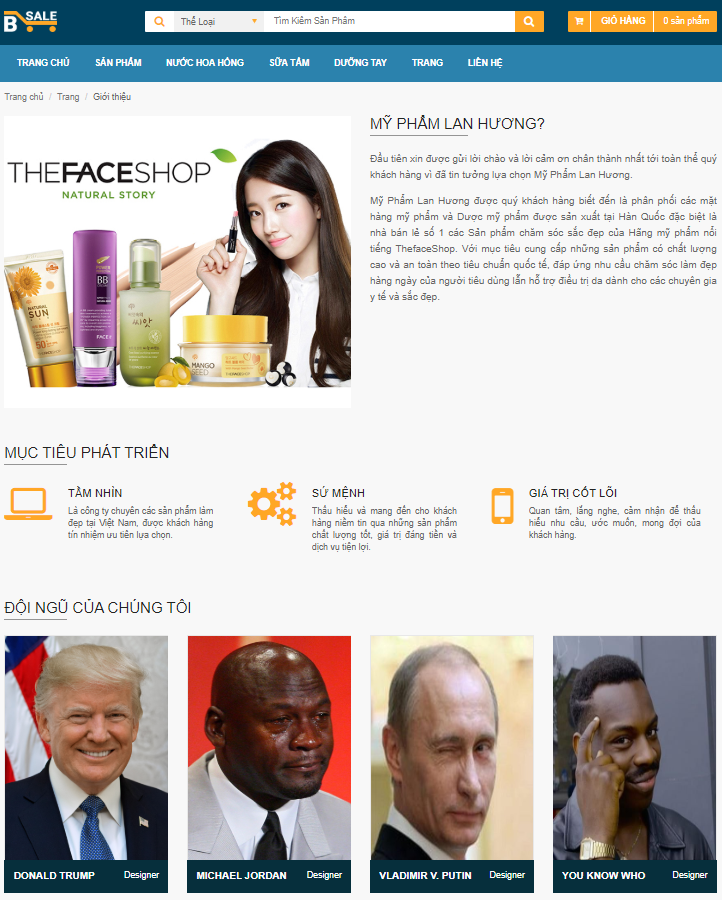 B SALE
Thể Loại
Tìm Kiếm Sản Phẩm
GIỎ HÀNG
0 sản phẩm
TRANG CHỦ SẢN PHẨM NƯỚC HOA HỒNG SỮA TẮM DƯỠNG TAY TRANG LIÊN HỆ
Trang chủ / Trang / Giới thiệu
THEFACESHOP
NATURAL STORY
NATURAL
SUN
50+
BB
FACE
씨앗
MANGO
SEED
MỸ PHẨM LAN HƯƠNG?
Đầu tiên xin được gửi lời chào và lời cảm ơn chân thành nhất tới toàn thể quý
khách hàng vì đã tin tưởng lựa chọn Mỹ Phẩm Lan Hương.
Mỹ Phẩm Lan Hương được quý khách hàng biết đến là phân phối các mặt
hàng mỹ phẩm và Dược mỹ phẩm được sản xuất tại Hàn Quốc đặc biệt là
nhà bán lẻ số 1 các Sản phẩm chăm sóc sắc đẹp của Hãng mỹ phẩm nổi
tiếng ThefaceShop. Với mục tiêu cung cấp những sản phẩm có chất lượng
cao và an toàn theo tiêu chuẩn quốc tế, đáp ứng nhu cầu chăm sóc làm đẹp
hàng ngày của người tiêu dùng lẫn hỗ trợ điều trị da dành cho các chuyên gia
y tế và sắc đẹp.
MỤC TIÊU PHÁT TRIỂN
TẦM NHÌN
Là công ty chuyên các sản phẩm làm
đẹp tại Việt Nam, được khách hàng
tín nhiệm ưu tiên lựa chọn.
SỨ MỆNH
Thấu hiểu và mang đến cho khách
hàng niềm tin qua những sản phẩm
chất lượng tốt, giá trị đáng tiền và
dịch vụ tiện lợi.
GIÁ TRỊ CỐT LÕI
Quan tâm, lắng nghe, cảm nhận để thấu
hiểu nhu cầu, ước muốn, mong đợi của
khách hàng.
ĐỘI NGŨ CỦA CHÚNG TÔI
DONALD TRUMP Designer
MICHAEL JORDAN Designer
VLADIMIR V. PUTIN Designer
YOU KNOW WHO Designer